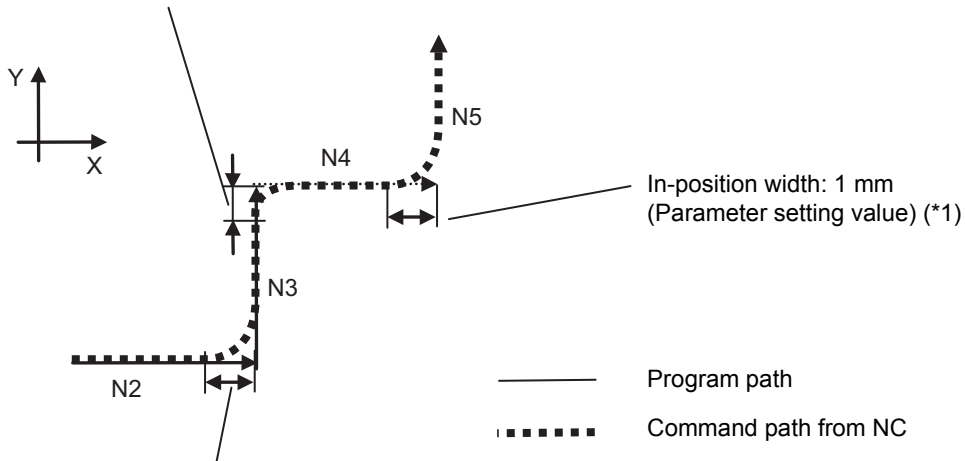 N5
Y
N4
X
In-position width: 1 mm
(Parameter setting value) (*1)
N3
N2
Program path
Command path from NC